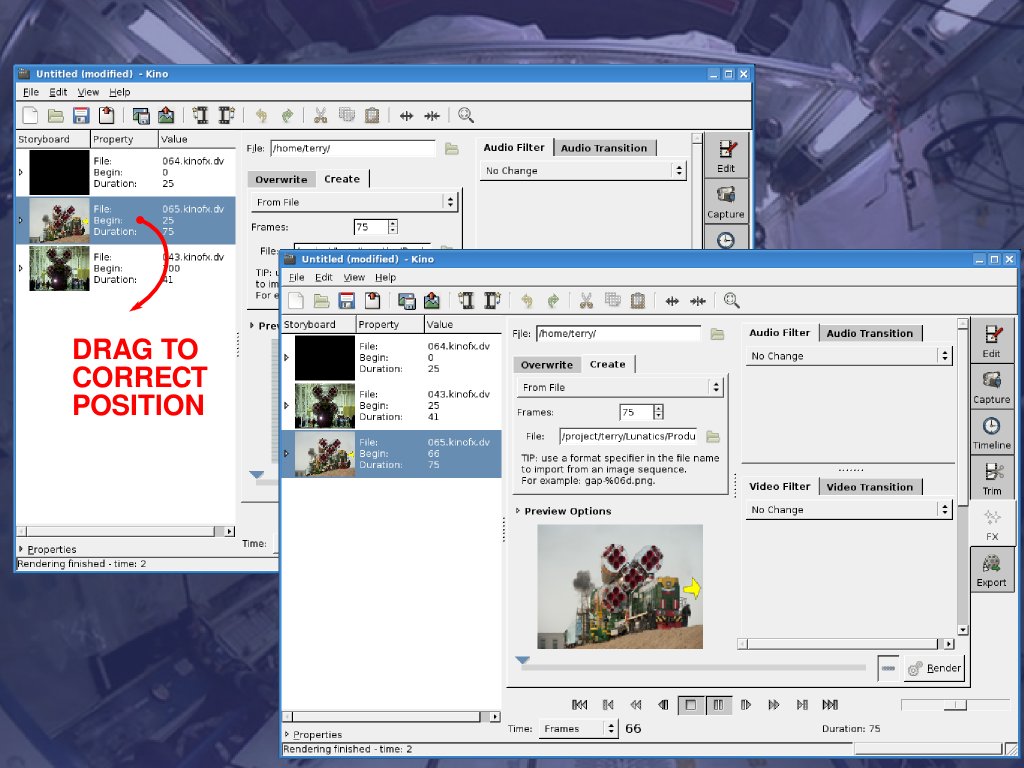 Untitled (modified) - Kino
File Edit View Help
Storyboard Property Value
File: 064.kinofx.dv
Begin: 0
Duration: 25
File: 065.kinofx.dv
Begin: 25
Duration: 75
File: 43.kinofx.dv
Begin: 00
Duration: 41
DRAG TO
CORRECT
POSITION
Properties
Rendering finished - time: 2
File: /home/terry/
Overwrite Create
From File
Frames: 75
File:
TIP: u
to im
For e
Prev
Time:
Audio Filter Audio Transition
No Change
Edit
Capture
Untitled (modified) - Kino
File Edit View Help
Storyboard Property Value
File: 064.kinofx.dv
Begin: 0
Duration: 25
File: 043.kinofx.dv
Begin: 25
Duration: 41
File: 065.kinofx.dv
Begin: 66
Duration: 75
Properties
Rendering finished - time: 2
File: /home/terry/
Overwrite Create
From File
Frames: 75
File: /project/terry/Lunatics/Produ
TIP: use a format specifier in the file name
to import from an image sequence.
For example: gap-%06d.png.
Preview Options
Audio Filter Audio Transition
No Change
Video Filter Video Transition
No Change
Render
Time: Frames 66 Duration: 75
Edit
Capture
Timeline
Trim
FX
Export